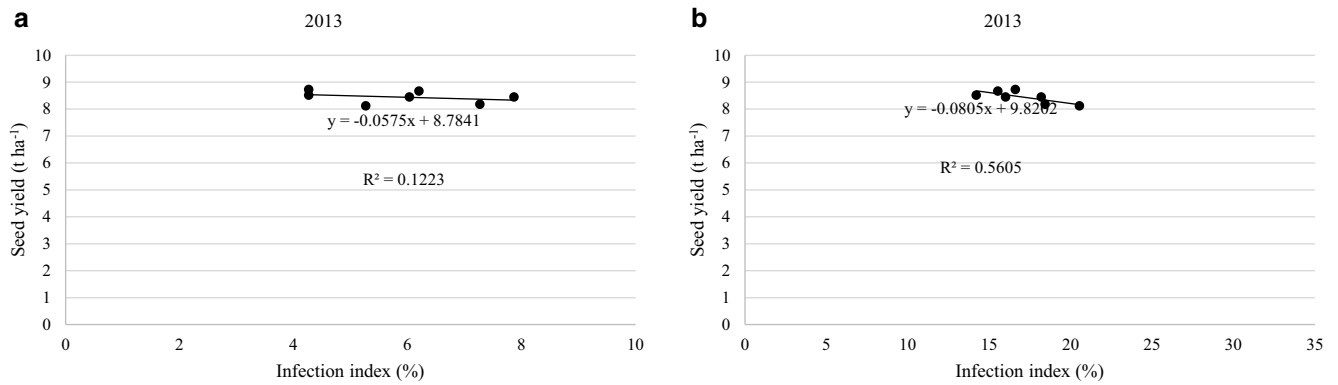 a
2013
10
9
8
7
6
5
4
3
2
1
0
Seed yield (t ha⁻¹)
y = -0.0575x + 8.7841
R² = 0.1223
0 2 4 6 8 10
Infection index (%)
b
2013
10
9
8
7
6
5
4
3
2
1
0
Seed yield (t ha⁻¹)
y = -0.0805x + 9.8202
R² = 0.5605
0 5 10 15 20 25 30 35
Infection index (%)